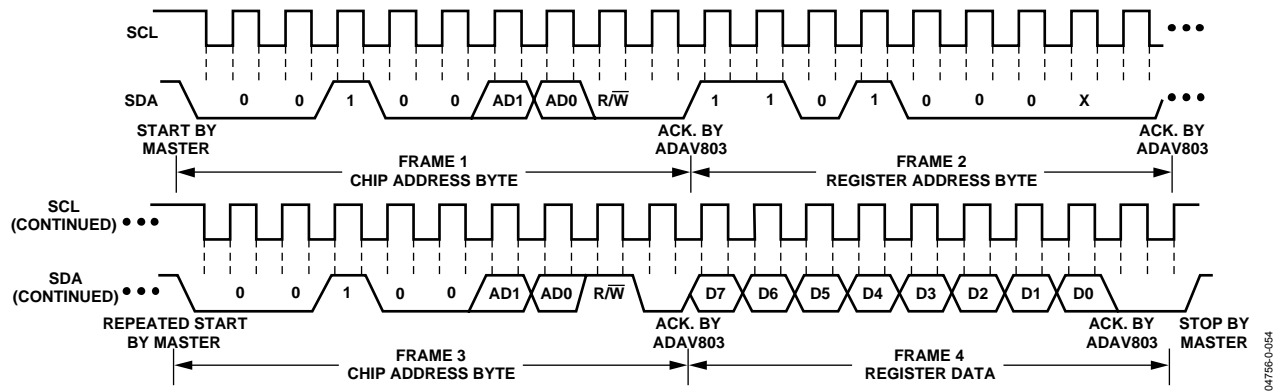 SCL
SDA
0 0 1 0 0 AD1 AD0 R/W̅ 1 1 0 1 0 0 0 X
START BY
MASTER
ACK. BY
ADAV803
ACK. BY
ADAV803
FRAME 1
CHIP ADDRESS BYTE
FRAME 2
REGISTER ADDRESS BYTE
SCL
(CONTINUED)
SDA
(CONTINUED)
0 0 1 0 0 AD1 AD0 R/W̅ D7 D6 D5 D4 D3 D2 D1 D0
REPEATED START
BY MASTER
ACK. BY
ADAV803
ACK. BY
ADAV803
STOP BY
MASTER
FRAME 3
CHIP ADDRESS BYTE
FRAME 4
REGISTER DATA
04756-0-054